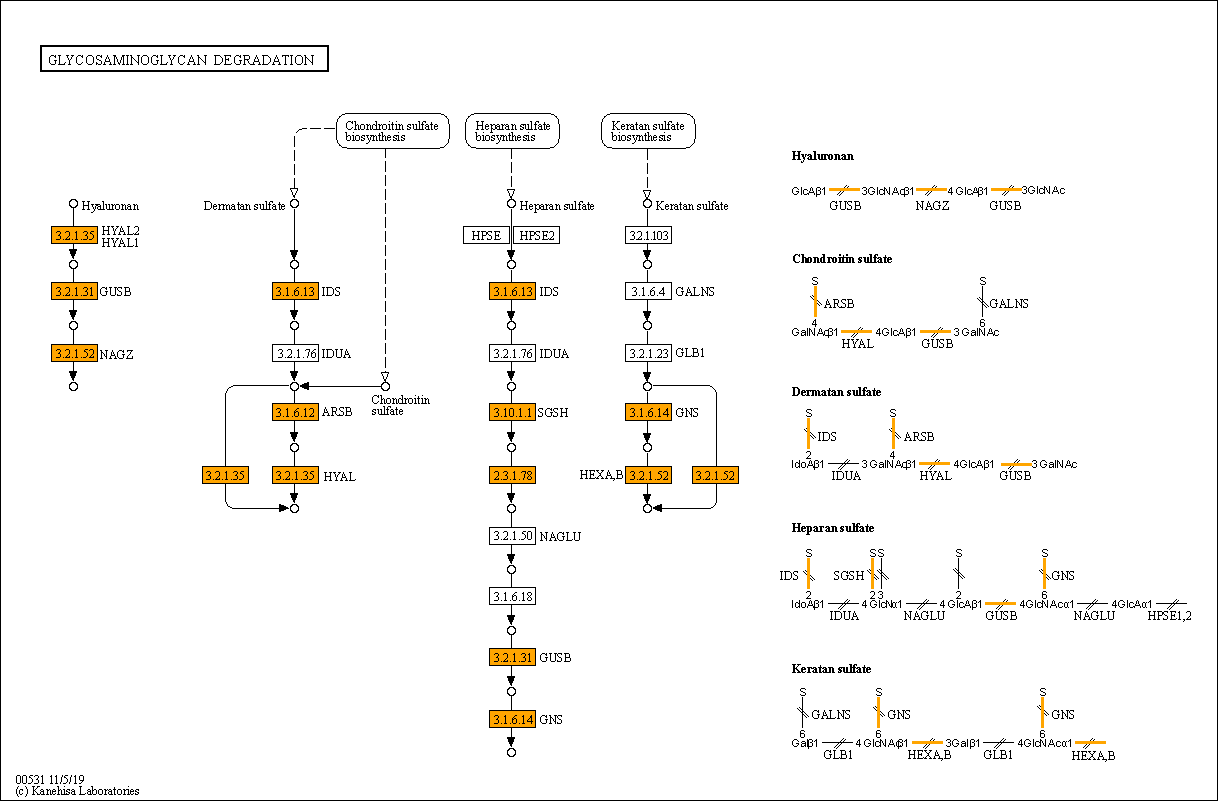 GLYCOSAMINOGLYCAN DEGRADATION
Chondroitin sulfate
biosynthesis
Heparan sulfate
biosynthesis
Keratan sulfate
biosynthesis
Hyaluronan
3.2.1.35
HYAL2
HYAL1
3.2.1.31
GUSB
3.2.1.52
NAGZ
Dermatan sulfate
3.1.6.13
IDS
3.2.1.76
IDUA
Chondroitin
sulfate
3.1.6.12
ARSB
3.2.1.35
3.2.1.35
HYAL
Heparan sulfate
HPSE
HPSE2
3.1.6.13
IDS
3.2.1.76
IDUA
3.10.1.1
SGSH
2.3.1.78
3.2.1.50
NAGLU
3.1.6.18
3.2.1.31
GUSB
3.1.6.14
GNS
Keratan sulfate
3.2.1.103
3.1.6.4
GALNS
3.2.1.23
GLB1
3.1.6.14
GNS
HEXA,B
3.2.1.52
3.2.1.52
Hyaluronan
GlcAβ1 3GlcNAqβ1 4 GlcAβ1 3GlcNAc
GUSB NAGZ GUSB
Chondroitin sulfate
S S
ARSB GALNS
4 6
GalNAqβ1 4GlcAβ1 3 GalNAc
HYAL GUSB
Dermatan sulfate
S S
IDS ARSB
2 4
IdoAβ1 3 GalNAqβ1 4GlcAβ1 3 GalNAc
IDUA HYAL GUSB
Heparan sulfate
S S S S S
IDS SGSH GNS
2 2 3 2 6
IdoAβ1 4 GlcNα1 4GlcAβ1 4GlcNAcα1 4GlcAα1
IDUA NAGLU GUSB NAGLU HPSE1,2
Keratan sulfate
S S S
GALNS GNS GNS
6 6 6
Galβ1 4 GlcNAqβ1 3Galβ1 4GlcNAcα1
GLB1 HEXA,B GLB1 HEXA,B
00531 11/5/19
(c) Kanehisa Laboratories